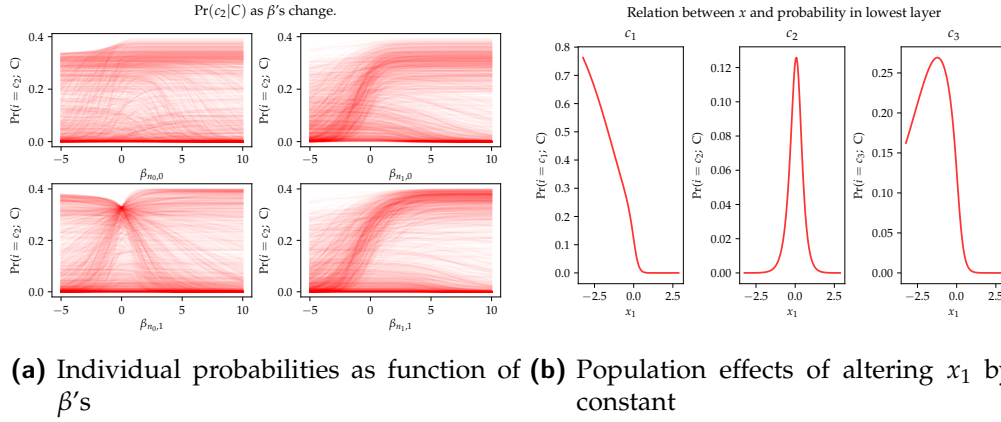 Pr(c₂|C) as β's change.
0.4
0.2
0.0
Pr(i = c₂; C)
−5
0
5
10
βₙ₀,₀
0.4
0.2
0.0
Pr(i = c₂; C)
−5
0
5
10
βₙ₁,₀
0.4
0.2
0.0
Pr(i = c₂; C)
−5
0
5
10
βₙ₀,₁
0.4
0.2
0.0
Pr(i = c₂; C)
−5
0
5
10
βₙ₁,₁
Relation between x and probability in lowest layer
c₁
0.8
0.7
0.6
0.5
0.4
0.3
0.2
0.1
0.0
Pr(i = c₁; C)
−2.5
0.0
2.5
x₁
c₂
0.12
0.10
0.08
0.06
0.04
0.02
0.00
Pr(i = c₂; C)
−2.5
0.0
2.5
x₁
c₃
0.25
0.20
0.15
0.10
0.05
0.00
Pr(i = c₃; C)
−2.5
0.0
2.5
x₁
(a) Individual probabilities as function of
β's
(b) Population effects of altering x₁ by
constant